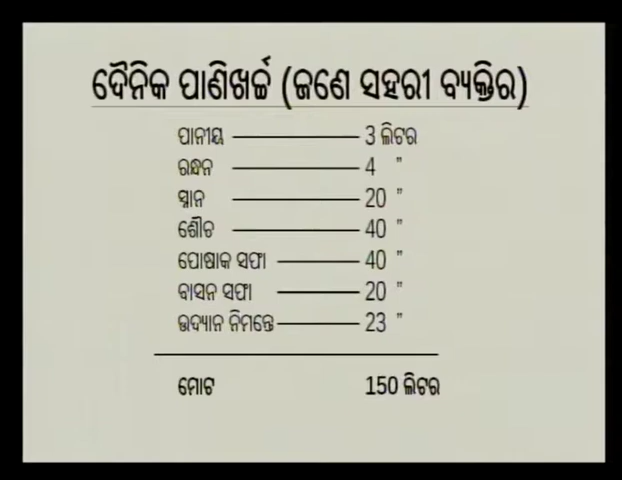 ଦୈନିକ ପାଣିଖର୍ଚ୍ଚ (ଜଣେ ସହରୀ ବ୍ୟକ୍ତିର)
ପାନୀୟ 3 ଲିଟର
ରନ୍ଧନ 4 "
ସ୍ନାନ 20 "
ଶୌଚ 40 "
ପୋଷାକ ସଫା 40 "
ବାସନ ସଫା 20 "
ଉଦ୍ୟାନ ନିମନ୍ତେ 23 "
ମୋଟ 150 ଲିଟର